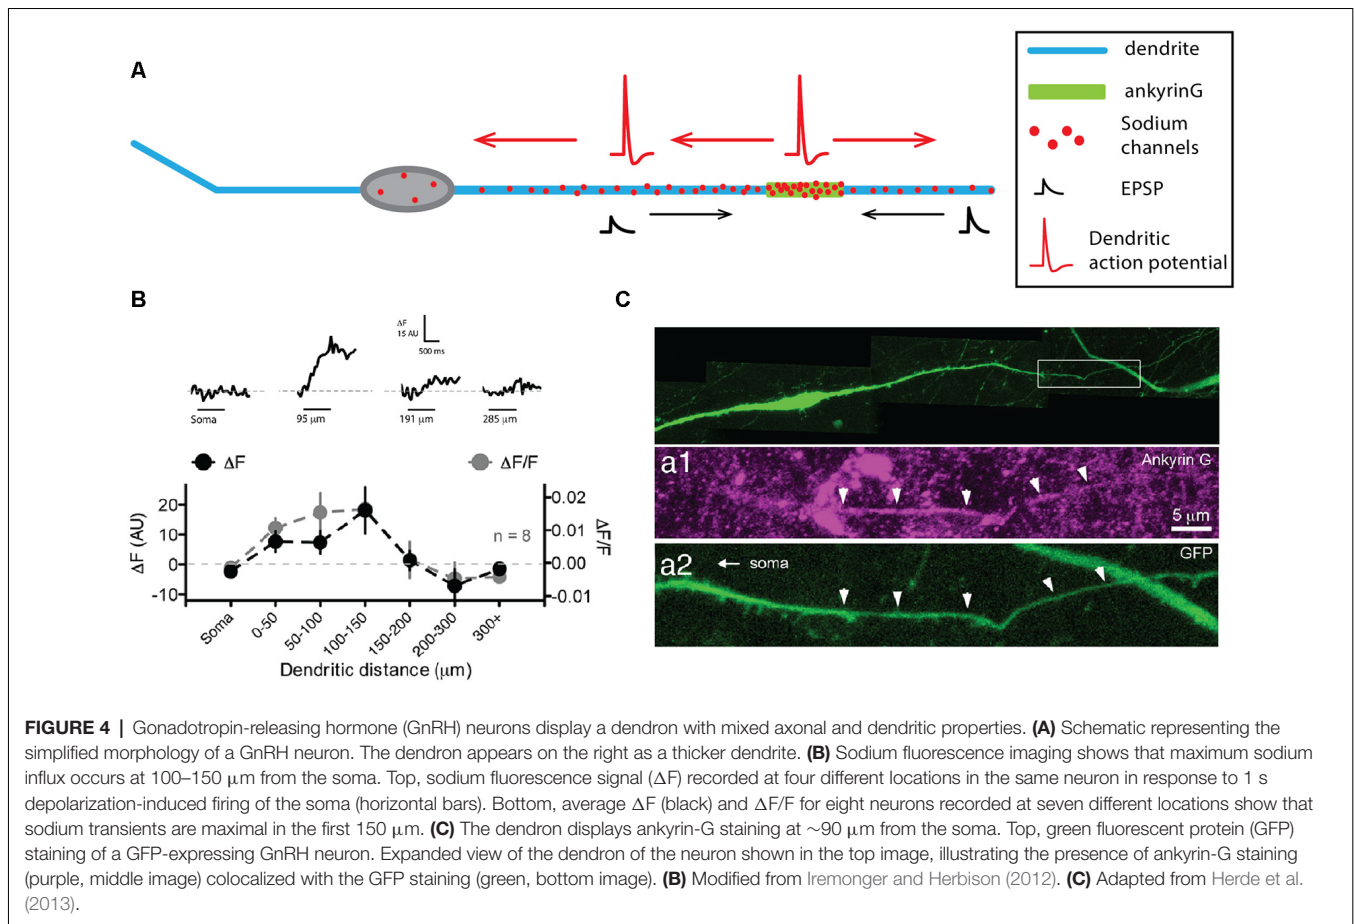 A
dendrite
ankyrinG
Sodium
channels
EPSP
Dendritic
action potential
B
ΔF
15 AU
500 ms
Soma
95 μm
191 μm
285 μm
ΔF
ΔF/F
20
10
0
-10
ΔF (AU)
0.02
0.01
0.00
-0.01
ΔF/F
n = 8
Soma
0-50
50-100
100-150
150-200
200-300
300+
Dendritic distance (μm)
C
a1
Ankyrin G
5 μm
a2
soma
GFP
FIGURE 4 | Gonadotropin-releasing hormone (GnRH) neurons display a dendron with mixed axonal and dendritic properties. (A) Schematic representing the
simplified morphology of a GnRH neuron. The dendron appears on the right as a thicker dendrite. (B) Sodium fluorescence imaging shows that maximum sodium
influx occurs at 100–150 μm from the soma. Top, sodium fluorescence signal (ΔF) recorded at four different locations in the same neuron in response to 1 s
depolarization-induced firing of the soma (horizontal bars). Bottom, average ΔF (black) and ΔF/F for eight neurons recorded at seven different locations show that
sodium transients are maximal in the first 150 μm. (C) The dendron displays ankyrin-G staining at ∼90 μm from the soma. Top, green fluorescent protein (GFP)
staining of a GFP-expressing GnRH neuron. Expanded view of the dendron of the neuron shown in the top image, illustrating the presence of ankyrin-G staining
(purple, middle image) colocalized with the GFP staining (green, bottom image). (B) Modified from Iremonger and Herbison (2012). (C) Adapted from Herde et al.
(2013).